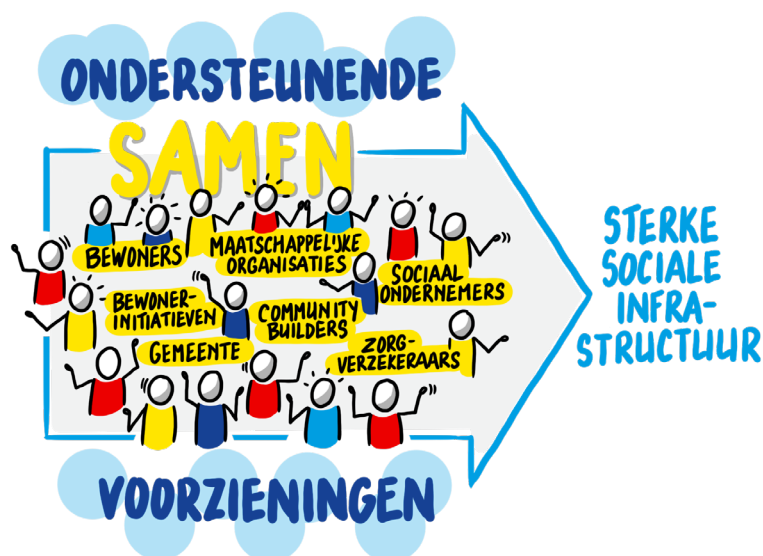 ONDERSTEUNENDE
SAMEN
BEWONERS
MAATSCHAPPELIJKE
ORGANISATIES
SOCIAAL
ONDERNEMERS
BEWONER-
INITIATIEVEN
COMMUNITY
BUILDERS
GEMEENTE
ZORG-
VERZEKERAARS
STERKE
SOCIALE
INFRA-
STRUCTUUR
VOORZIENINGEN